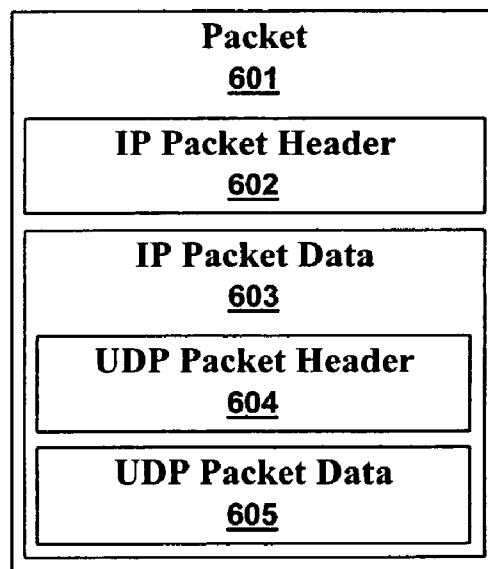 Packet
601
IP Packet Header
602
IP Packet Data
603
UDP Packet Header
604
UDP Packet Data
605